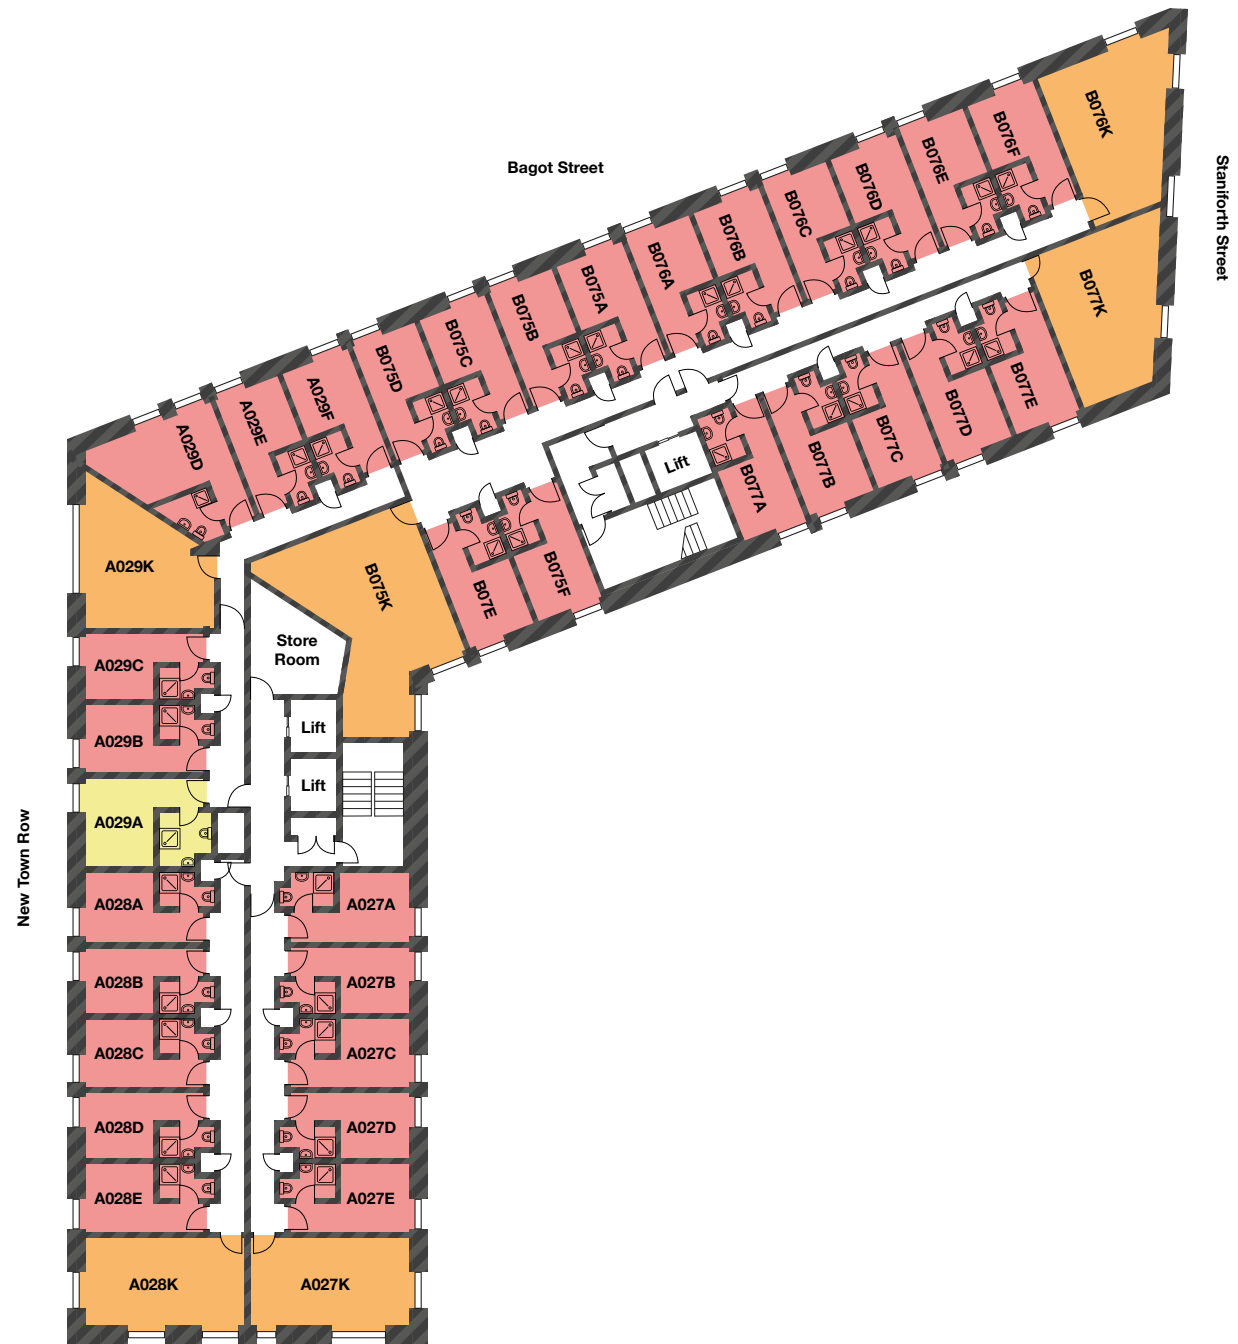 Bagot Street
Staniforth Street
New Town Row
B076K
B076F
B076E
B076D
B076C
B076B
B076A
B075A
B075B
B075C
B075D
A029F
A029E
A029D
B077K
B077E
B077D
B077C
B077B
B077A
Lift
B075F
B07E
B075K
A029K
Store
Room
A029C
A029B
Lift
Lift
A029A
A028A
A027A
A028B
A027B
A028C
A027C
A028D
A027D
A028E
A027E
A028K
A027K